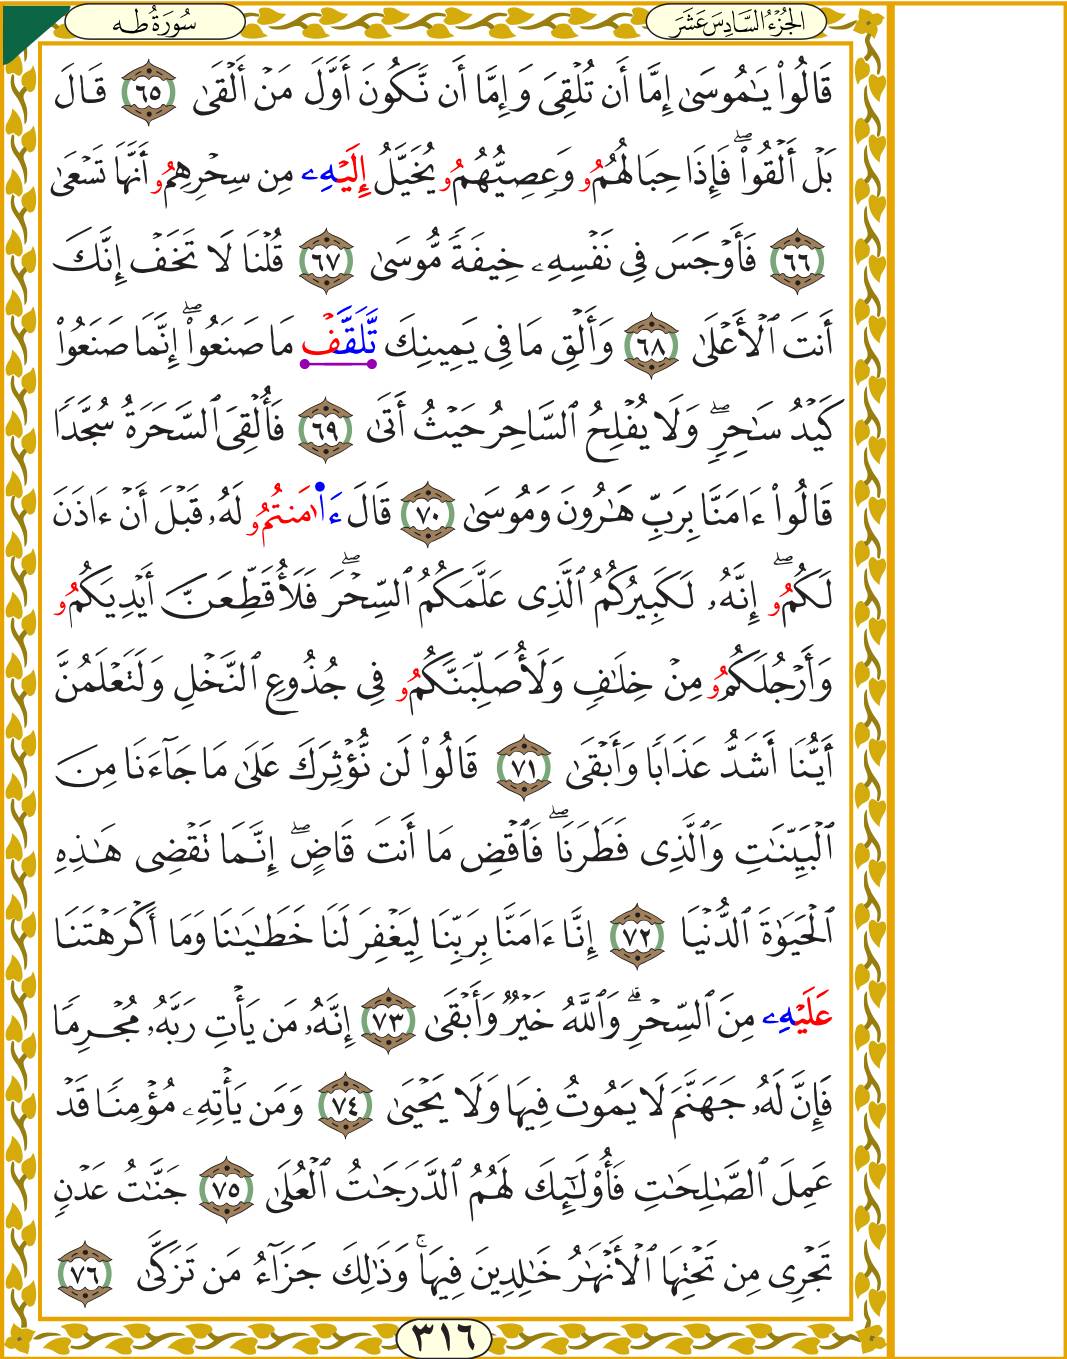 الجُزْءُ السَّادِسَ عَشَرَ
سُورَةُ طه
قَالُواْ يَٰمُوسَىٰٓ إِمَّآ أَن تُلۡقِيَ وَإِمَّآ أَن نَّكُونَ أَوَّلَ مَنۡ أَلۡقَىٰ ٦٥ قَالَ
بَلۡ أَلۡقُواْۖ فَإِذَا حِبَالُهُمُۥ وَعِصِيُّهُمُۥ يُخَيَّلُ إِلَيۡهِۦ مِن سِحۡرِهِمُۥ أَنَّهَا تَسۡعَىٰ
٦٦ فَأَوۡجَسَ فِي نَفۡسِهِۦ خِيفَةٗ مُّوسَىٰ ٦٧ قُلۡنَا لَا تَخَفۡ إِنَّكَ
أَنتَ ٱلۡأَعۡلَىٰ ٦٨ وَأَلۡقِ مَا فِي يَمِينِكَ تَّلَقَّفۡ مَا صَنَعُوٓاْۖ إِنَّمَا صَنَعُواْ
كَيۡدُ سَٰحِرٖۖ وَلَا يُفۡلِحُ ٱلسَّاحِرُ حَيۡثُ أَتَىٰ ٦٩ فَأُلۡقِيَ ٱلسَّحَرَةُ سُجَّدٗا
قَالُوٓاْ ءَامَنَّا بِرَبِّ هَٰرُونَ وَمُوسَىٰ ٧٠ قَالَ ءَا۬مَنتُمُۥ لَهُۥ قَبۡلَ أَنۡ ءَاذَنَ
لَكُمُۥۖ إِنَّهُۥ لَكَبِيرُكُمُ ٱلَّذِي عَلَّمَكُمُ ٱلسِّحۡرَۖ فَلَأُقَطِّعَنَّ أَيۡدِيَكُمُۥ
وَأَرۡجُلَكُمُۥ مِنۡ خِلَٰفٖ وَلَأُصَلِّبَنَّكُمُۥ فِي جُذُوعِ ٱلنَّخۡلِ وَلَتَعۡلَمُنَّ
أَيُّنَآ أَشَدُّ عَذَابٗا وَأَبۡقَىٰ ٧١ قَالُواْ لَن نُّؤۡثِرَكَ عَلَىٰ مَا جَآءَنَا مِنَ
ٱلۡبَيِّنَٰتِ وَٱلَّذِي فَطَرَنَاۖ فَٱقۡضِ مَآ أَنتَ قَاضٍۖ إِنَّمَا تَقۡضِي هَٰذِهِ
ٱلۡحَيَوٰةَ ٱلدُّنۡيَآ ٧٢ إِنَّآ ءَامَنَّا بِرَبِّنَا لِيَغۡفِرَ لَنَا خَطَٰيَٰنَا وَمَآ أَكۡرَهۡتَنَا
عَلَيۡهِۦ مِنَ ٱلسِّحۡرِۗ وَٱللَّهُ خَيۡرٞ وَأَبۡقَىٰٓ ٧٣ إِنَّهُۥ مَن يَأۡتِ رَبَّهُۥ مُجۡرِمٗا
فَإِنَّ لَهُۥ جَهَنَّمَ لَا يَمُوتُ فِيهَا وَلَا يَحۡيَىٰ ٧٤ وَمَن يَأۡتِهِۦ مُؤۡمِنٗا قَدۡ
عَمِلَ ٱلصَّٰلِحَٰتِ فَأُوْلَٰٓئِكَ لَهُمُ ٱلدَّرَجَٰتُ ٱلۡعُلَىٰ ٧٥ جَنَّٰتُ عَدۡنٖ
تَجۡرِي مِن تَحۡتِهَا ٱلۡأَنۡهَٰرُ خَٰلِدِينَ فِيهَاۚ وَذَٰلِكَ جَزَآءُ مَن تَزَكَّىٰ ٧٦
٣١٦